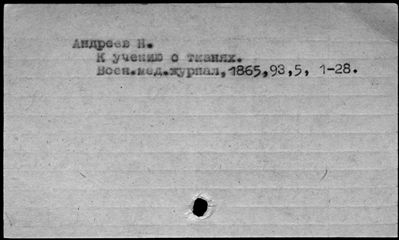 Андреев Н.
К учению о тканях.
Воен.мед.журнал,1865,93,5, 1-28.